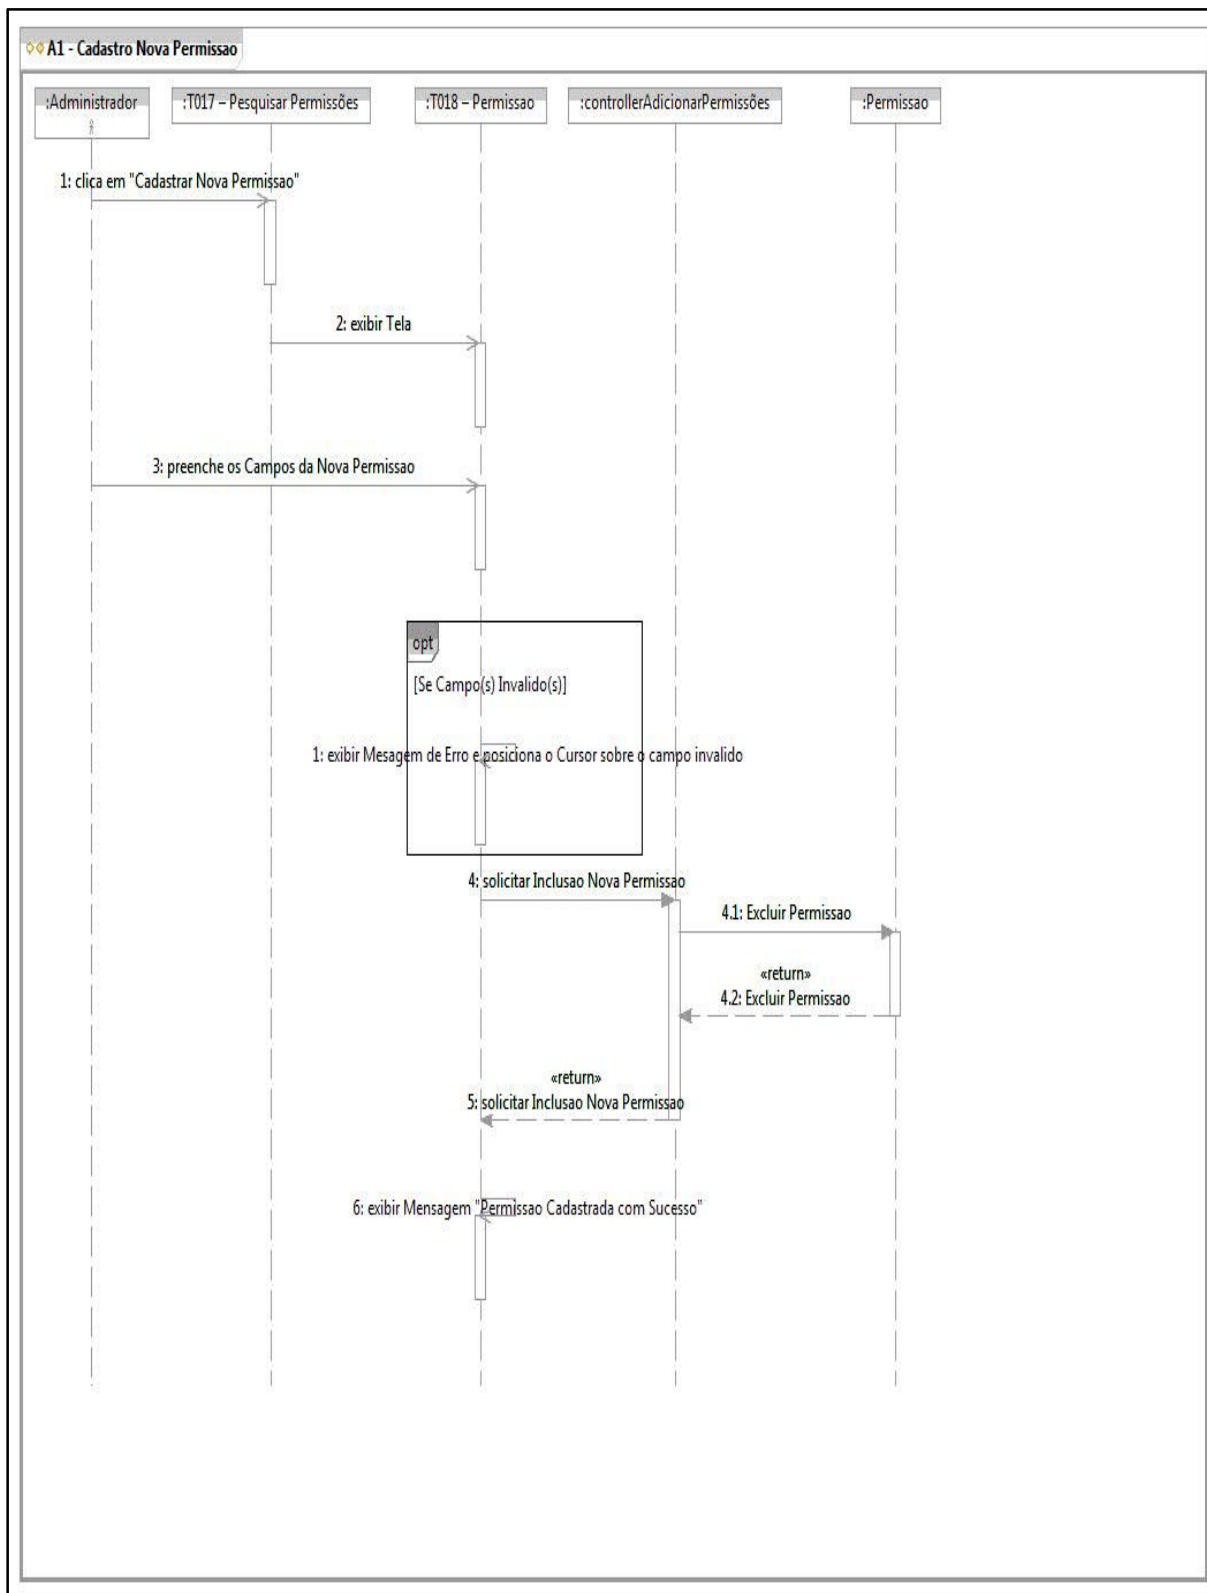 A1 - Cadastro Nova Permissao
:Administrador
:T017 – Pesquisar Permissões
:T018 – Permissao
:controllerAdicionarPermissões
:Permissao
1: clica em "Cadastrar Nova Permissao"
2: exibir Tela
3: preenche os Campos da Nova Permissao
opt
[Se Campo(s) Invalido(s)]
1: exibir Mesagem de Erro e posiciona o Cursor sobre o campo invalido
4: solicitar Inclusao Nova Permissao
4.1: Excluir Permissao
«return»
4.2: Excluir Permissao
«return»
5: solicitar Inclusao Nova Permissao
6: exibir Mensagem "Permissao Cadastrada com Sucesso"